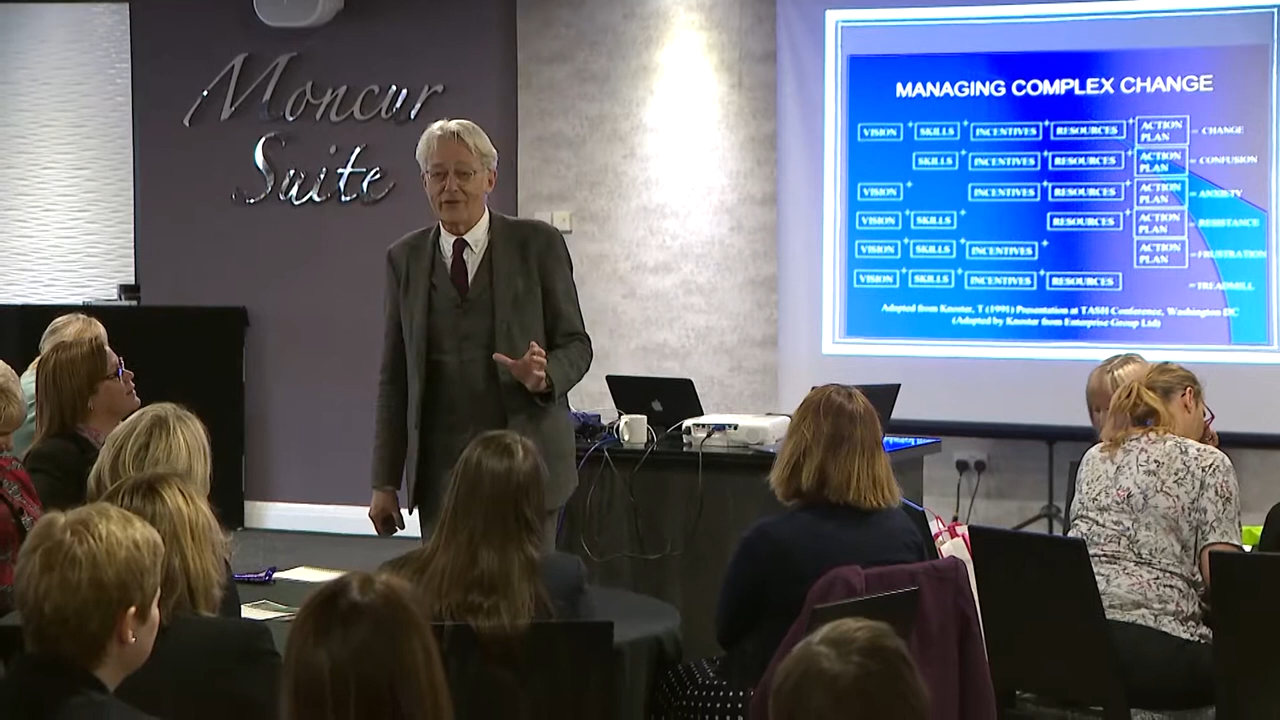 Moncur
Suite
MANAGING COMPLEX CHANGE
VISION + SKILLS + INCENTIVES + RESOURCES + ACTION PLAN = CHANGE
SKILLS + INCENTIVES + RESOURCES + ACTION PLAN = CONFUSION
VISION + INCENTIVES + RESOURCES + ACTION PLAN = ANXIETY
VISION + SKILLS + RESOURCES + ACTION PLAN = RESISTANCE
VISION + SKILLS + INCENTIVES + ACTION PLAN = FRUSTRATION
VISION + SKILLS + INCENTIVES + RESOURCES = TREADMILL
Adapted from Knoster, T (1991) Presentation at TASH Conference, Washington DC
(Adapted by Knoster from Enterprise Group Ltd)